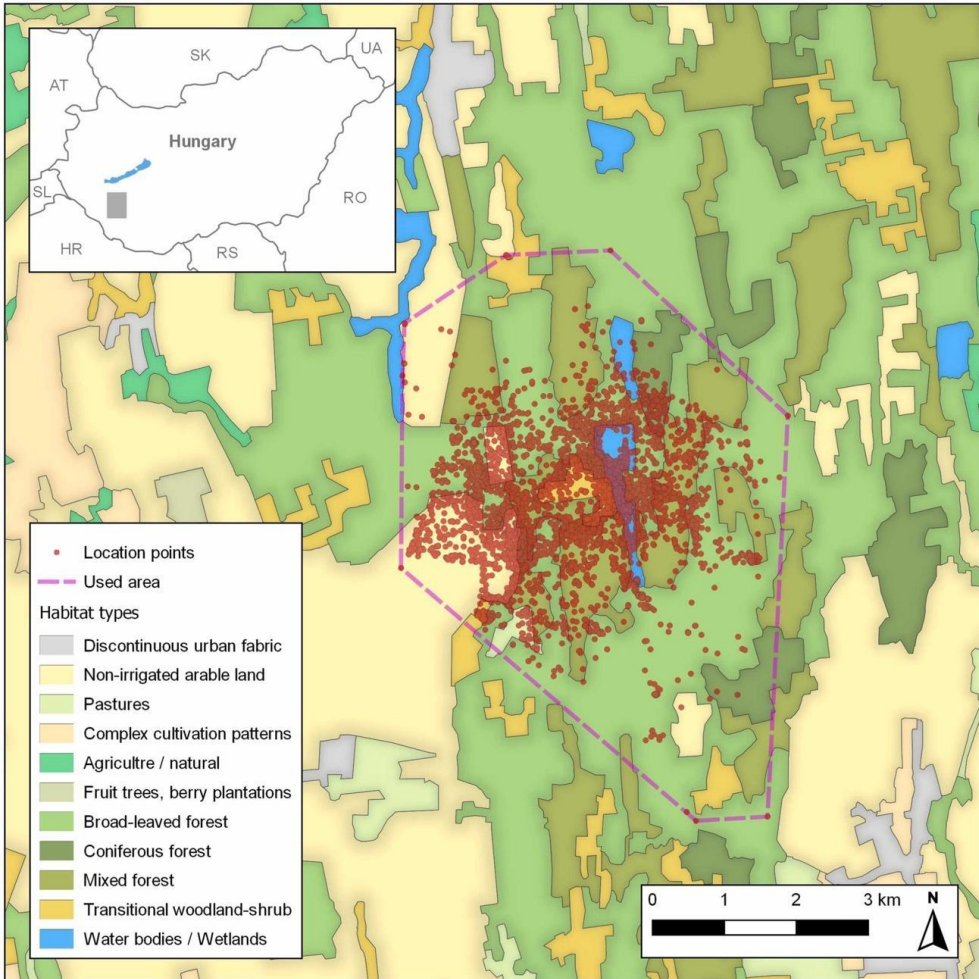 SK
UA
AT
Hungary
SL
RO
HR
RS
Location points
Used area
Habitat types
Discontinuous urban fabric
Non-irrigated arable land
Pastures
Complex cultivation patterns
Agricultre / natural
Fruit trees, berry plantations
Broad-leaved forest
Coniferous forest
Mixed forest
Transitional woodland-shrub
Water bodies / Wetlands
0 1 2 3 km
N